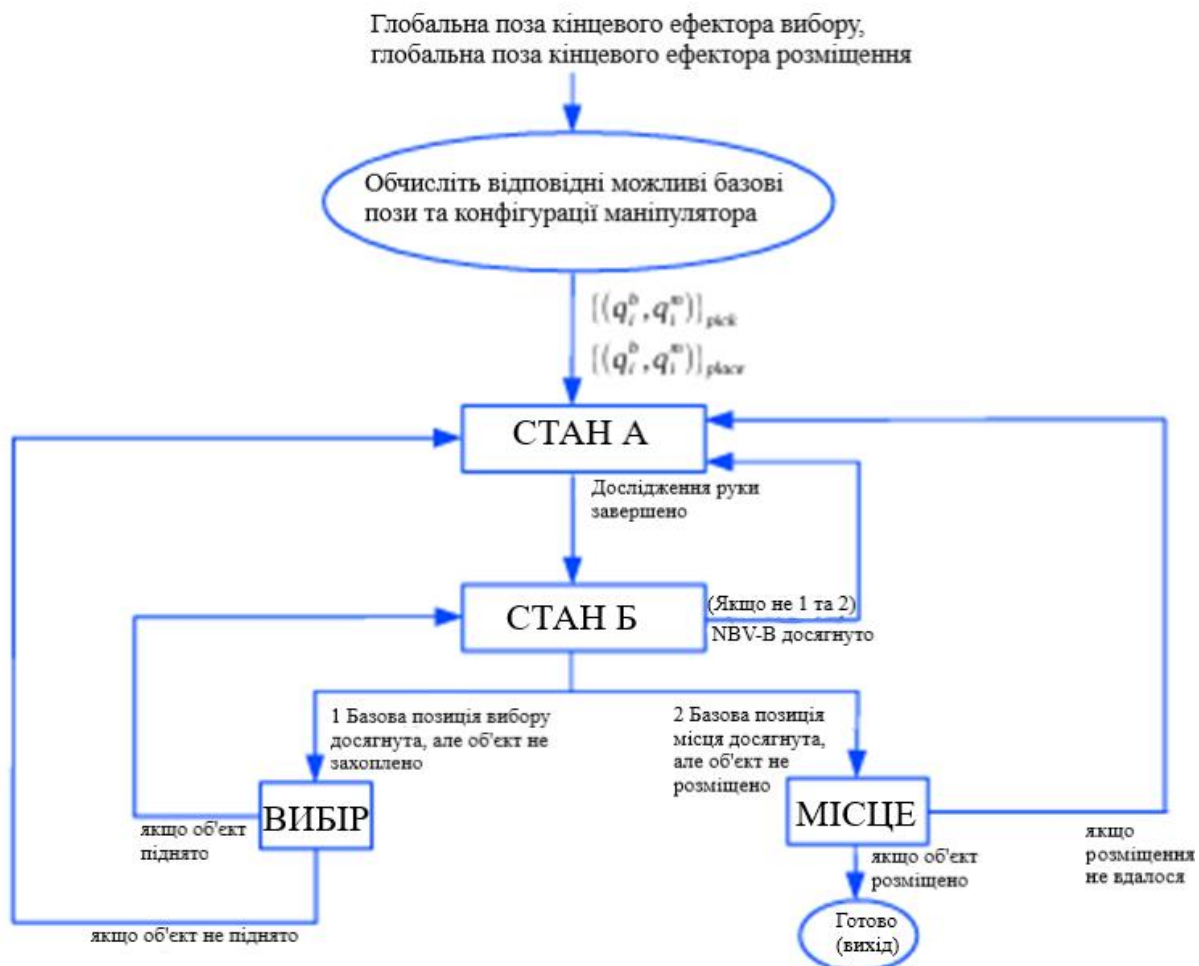 Глобальна поза кінцевого ефектора вибору,
глобальна поза кінцевого ефектора розміщення
Обчисліть відповідні можливі базові
пози та конфігурації маніпулятора
{(q_i^b, q_i^m)}_pick
{(q_i^b, q_i^m)}_place
СТАН А
Дослідження руки
завершено
СТАН Б
(Якщо не 1 та 2)
NBV-B досягнуто
1 Базова позиція вибору
досягнута, але об'єкт не
захоплено
2 Базова позиція
місця досягнута,
але об'єкт не
розміщено
ВИБІР
МІСЦЕ
якщо об'єкт
піднято
якщо об'єкт
розміщено
якщо
розміщення
не вдалося
якщо об'єкт не піднято
Готово
(вихід)